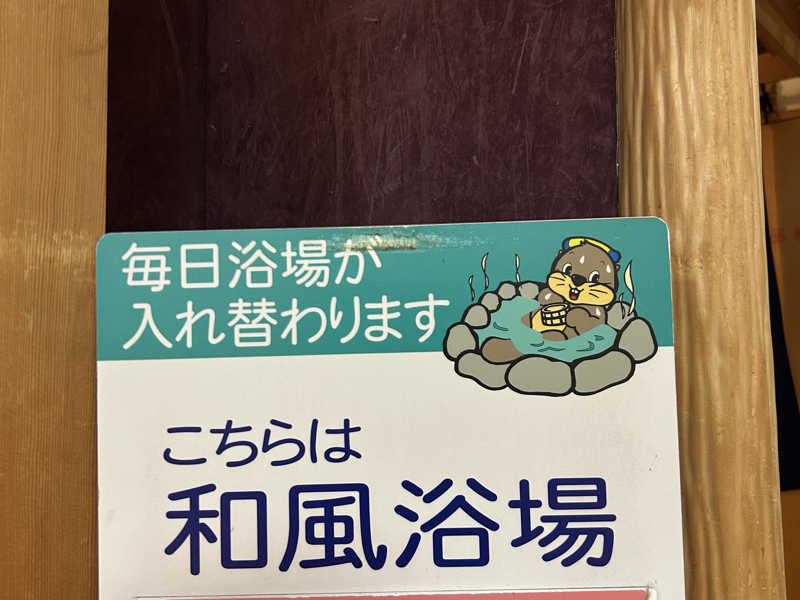 毎日浴場が
入れ替わります
こちらは
和風浴場